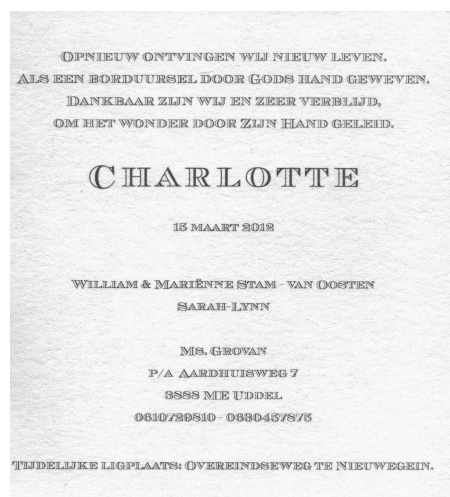 Opnieuw ontvingen wij nieuw leven.
Als een borduursel door Gods hand geweven.
Dankbaar zijn wij en zeer verblijd,
om het wonder door Zijn Hand geleid.
Charlotte
15 maart 2012
William & Mariënne Stam - van Oosten
Sarah-Lynn
Ms. Grovan
p/a Aardhuisweg 7
3888 ME Uddel
0610729810 - 0630457875
Tijdelijke ligplaats: Overeindseweg te Nieuwegein.